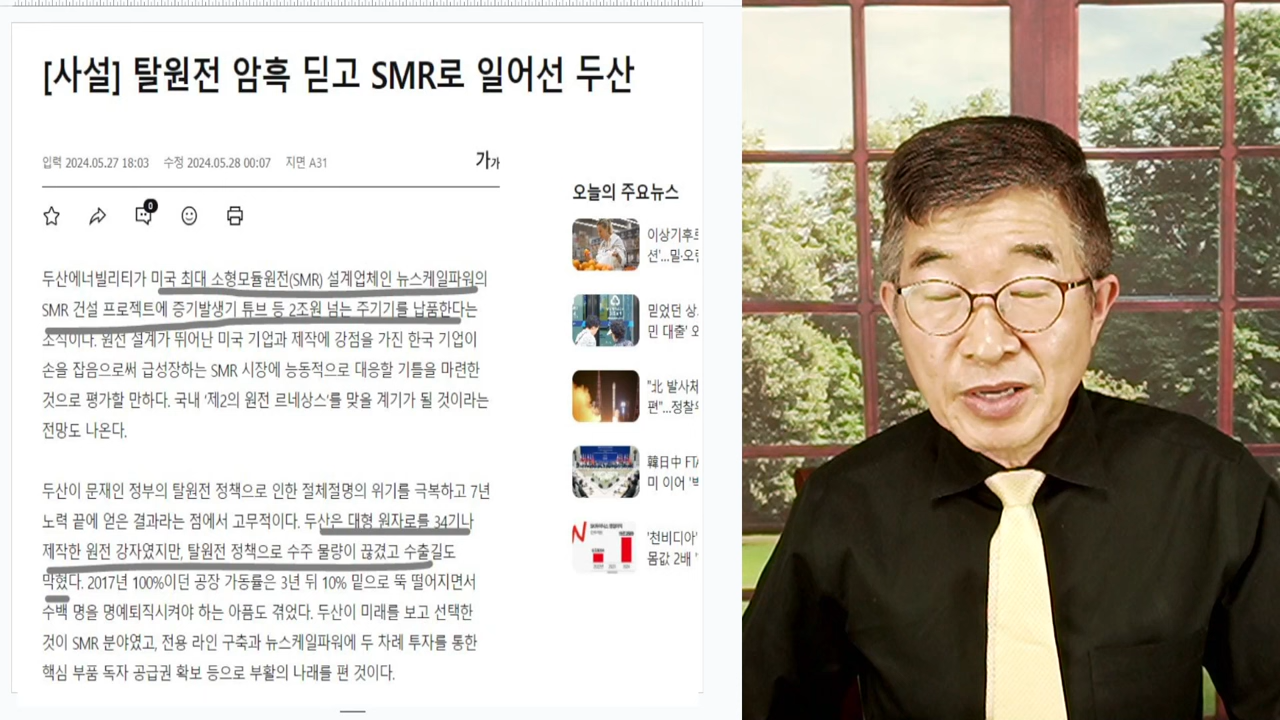 [사설] 탈원전 암흑 딛고 SMR로 일어선 두산
입력 2024.05.27 18:03 수정 2024.05.28 00:07 지면 A31
가가
0
두산에너빌리티가 미국 최대 소형모듈원전(SMR) 설계업체인 뉴스케일파워의
SMR 건설 프로젝트에 증기발생기 튜브 등 2조원 넘는 주기기를 납품한다는
소식이다. 원전 설계가 뛰어난 미국 기업과 제작에 강점을 가진 한국 기업이
손을 잡음으로써 급성장하는 SMR 시장에 능동적으로 대응할 기틀을 마련한
것으로 평가할 만하다. 국내 '제2의 원전 르네상스'를 맞을 계기가 될 것이라는
전망도 나온다.
두산이 문재인 정부의 탈원전 정책으로 인한 절체절명의 위기를 극복하고 7년
노력 끝에 얻은 결과라는 점에서 고무적이다. 두산은 대형 원자로를 34기나
제작한 원전 강자였지만, 탈원전 정책으로 수주 물량이 끊겼고 수출길도
막혔다. 2017년 100%이던 공장 가동률은 3년 뒤 10% 밑으로 뚝 떨어지면서
수백 명을 명예퇴직시켜야 하는 아픔도 겪었다. 두산이 미래를 보고 선택한
것이 SMR 분야였고, 전용 라인 구축과 뉴스케일파워에 두 차례 투자를 통한
핵심 부품 독자 공급권 확보 등으로 부활의 나래를 편 것이다.
오늘의 주요뉴스
이상기후로
션'…밀·오렌
믿었던 상
민 대출'
"北 발사체
편"…정찰
韓日中 FTA
미 이어
'천비디아'
몸값 2배